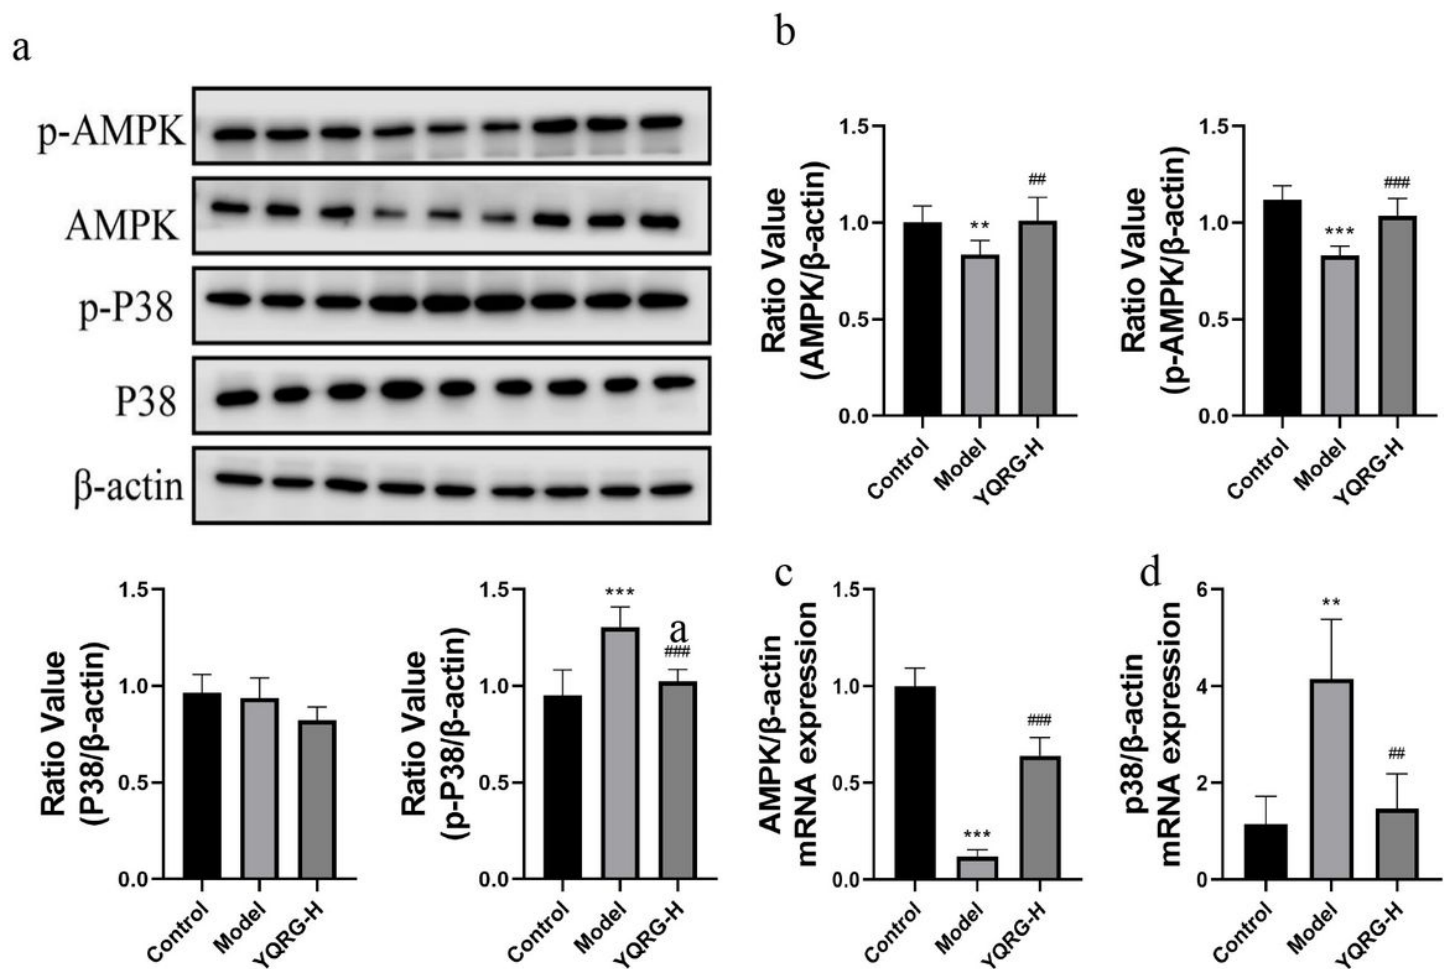 a
p-AMPK
AMPK
p-P38
P38
β-actin
b
Ratio Value
(AMPK/β-actin)
1.5
1.0
0.5
0.0
**
##
Control
Model
YQRG-H
Ratio Value
(p-AMPK/β-actin)
1.5
1.0
0.5
0.0
***
###
Control
Model
YQRG-H
Ratio Value
(P38/β-actin)
1.5
1.0
0.5
0.0
Control
Model
YQRG-H
Ratio Value
(p-P38/β-actin)
1.5
1.0
0.5
0.0
***
a
###
Control
Model
YQRG-H
c
AMPK/β-actin
mRNA expression
1.5
1.0
0.5
0.0
***
###
Control
Model
YQRG-H
d
p38/β-actin
mRNA expression
6
4
2
0
**
##
Control
Model
YQRG-H